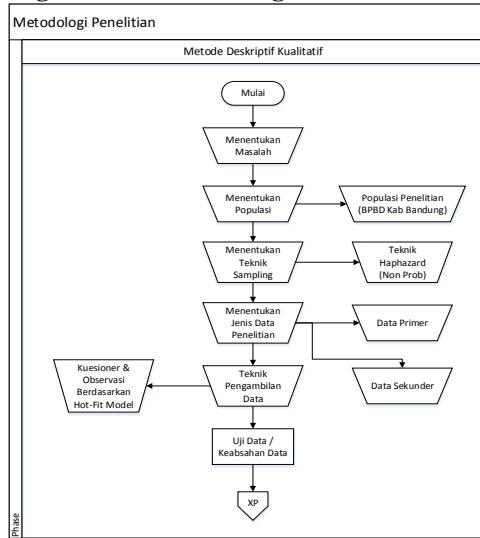 Metodologi Penelitian
Metode Deskriptif Kualitatif
Mulai
Menentukan
Masalah
Menentukan
Populasi
Populasi Penelitian
(BPBD Kab Bandung)
Menentukan
Teknik
Sampling
Teknik
Haphazard
(Non Prob)
Menentukan
Jenis Data
Penelitian
Data Primer
Data Sekunder
Teknik
Pengambilan
Data
Kuesioner &
Observasi
Berdasarkan
Hot-Fit Model
Uji Data /
Keabsahan Data
XP
Phase